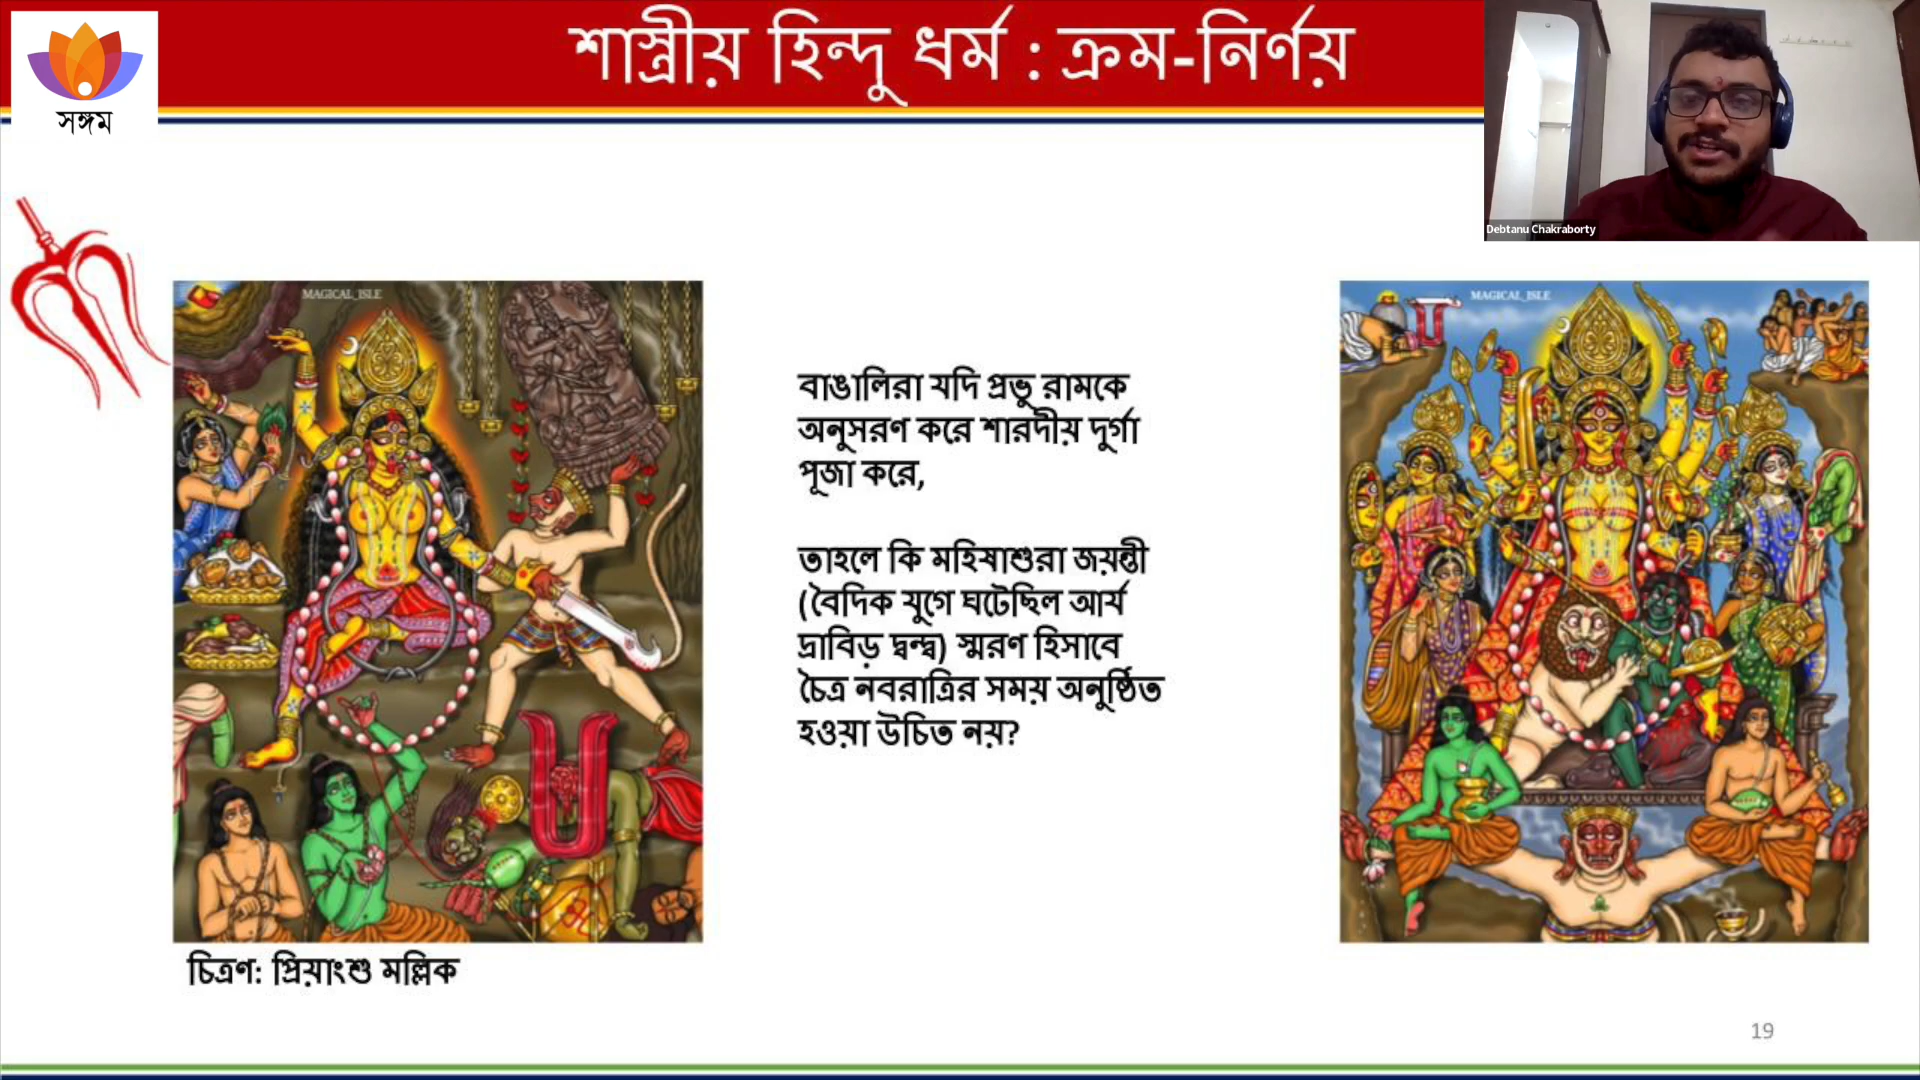 শাস্ত্রীয় হিন্দু ধর্ম : ক্রম-নির্ণয়
সঙ্গম
Debtanu Chakraborty
MAGICAL_ISLE
MAGICAL_ISLE
বাঙালিরা যদি প্রভু রামকে
অনুসরণ করে শারদীয় দুর্গা
পূজা করে,
তাহলে কি মহিষাশুরা জয়ন্তী
(বৈদিক যুগে ঘটেছিল আর্য
দ্রাবিড় দ্বন্দ্ব) স্মরণ হিসাবে
চৈত্র নবরাত্রির সময় অনুষ্ঠিত
হওয়া উচিত নয়?
চিত্রণ: প্রিয়াংশু মল্লিক
19